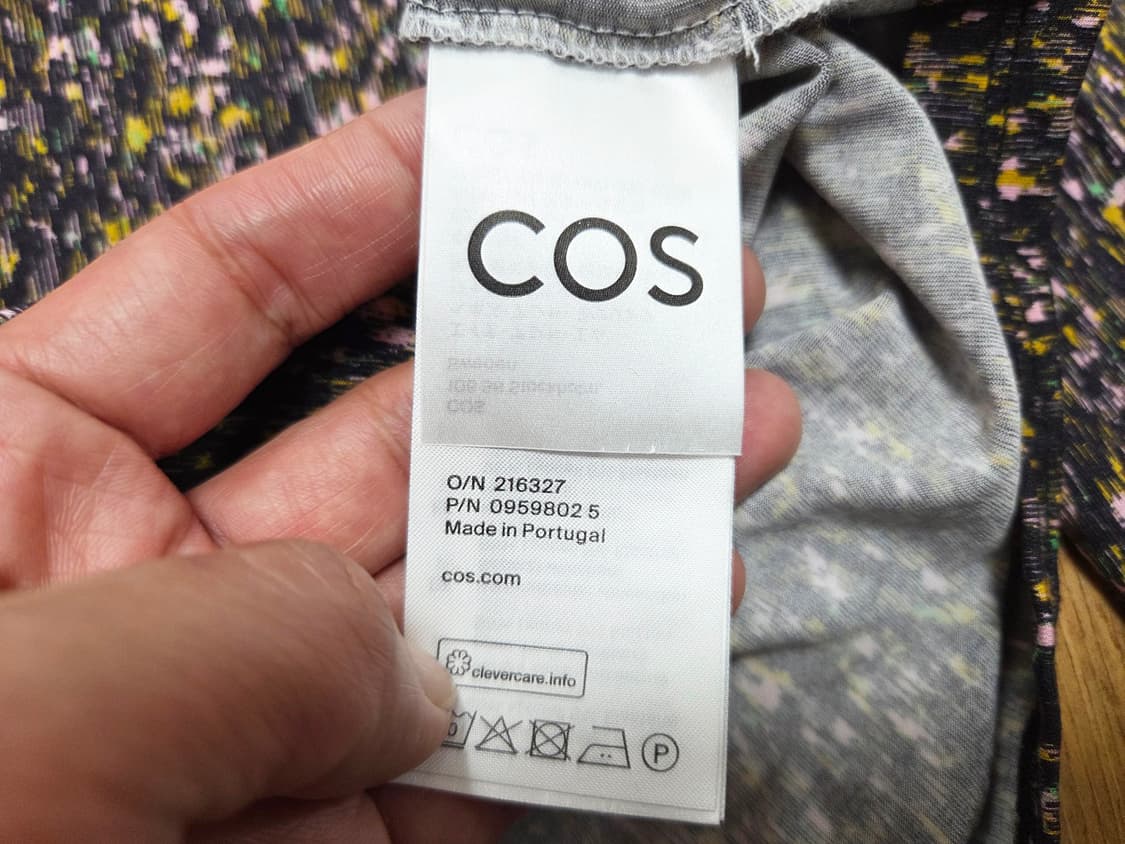 COS
O/N 216327
P/N 0959802 5
Made in Portugal
cos.com
clevercare.info
P